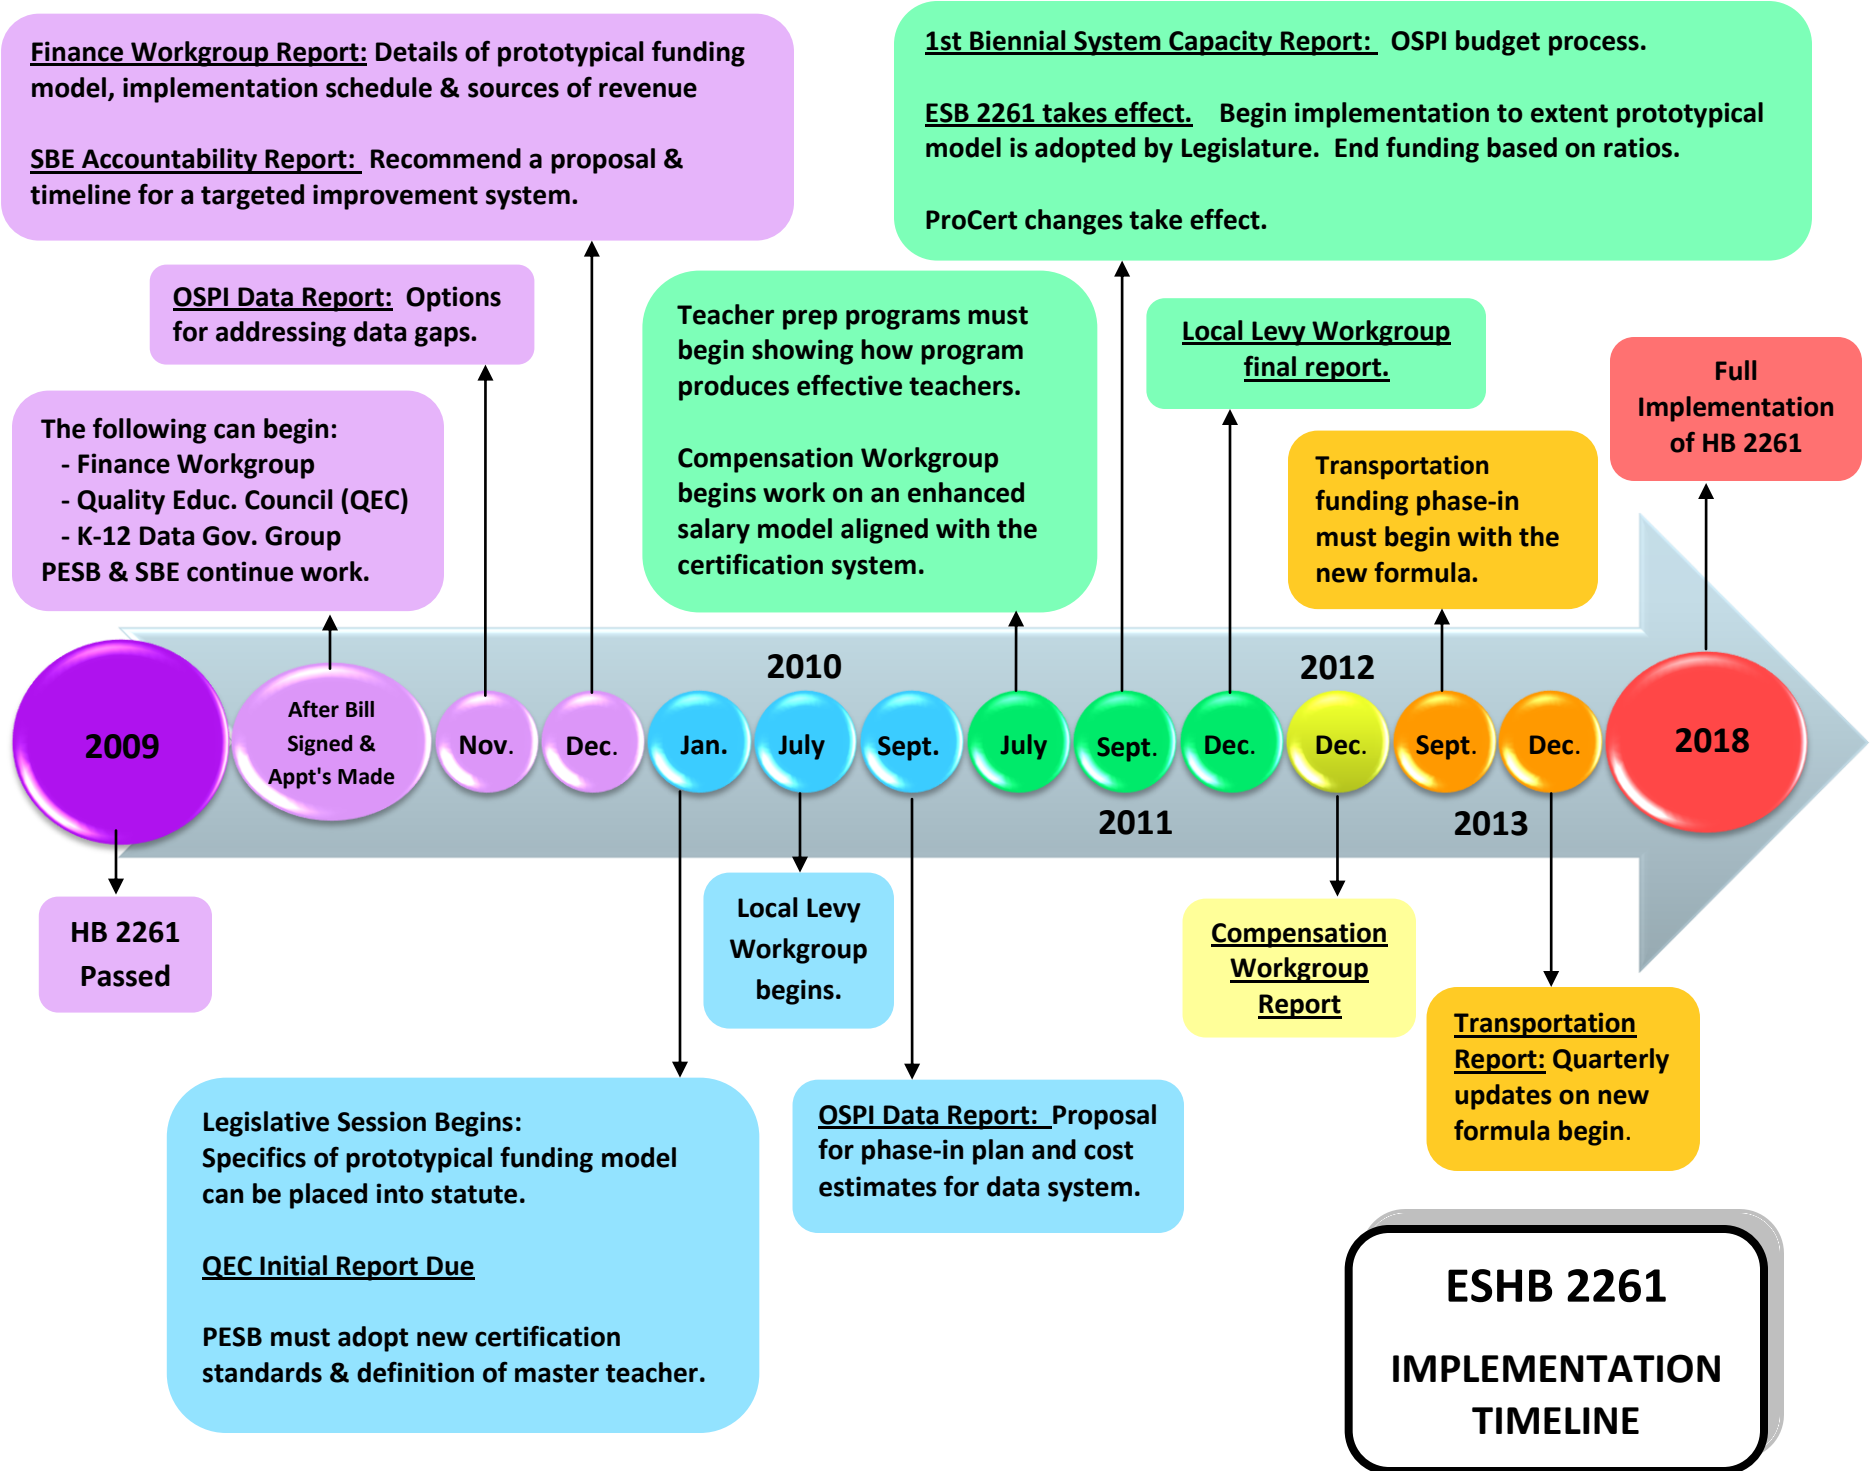 Finance Workgroup Report: Details of prototypical funding
model, implementation schedule & sources of revenue
SBE Accountability Report: Recommend a proposal &
timeline for a targeted improvement system.
1st Biennial System Capacity Report: OSPI budget process.
ESB 2261 takes effect. Begin implementation to extent prototypical
model is adopted by Legislature. End funding based on ratios.
ProCert changes take effect.
OSPI Data Report: Options
for addressing data gaps.
Teacher prep programs must
begin showing how program
produces effective teachers.
Compensation Workgroup
begins work on an enhanced
salary model aligned with the
certification system.
Local Levy Workgroup
final report.
Full
Implementation
of HB 2261
The following can begin:
- Finance Workgroup
- Quality Educ. Council (QEC)
- K-12 Data Gov. Group
PESB & SBE continue work.
Transportation
funding phase-in
must begin with the
new formula.
2010
2012
2009
After Bill
Signed &
Appt's Made
Nov.
Dec.
Jan.
July
Sept.
July
Sept.
Dec.
Dec.
Sept.
Dec.
2018
2011
2013
HB 2261
Passed
Local Levy
Workgroup
begins.
Compensation
Workgroup
Report
Transportation
Report: Quarterly
updates on new
formula begin.
Legislative Session Begins:
Specifics of prototypical funding model
can be placed into statute.
QEC Initial Report Due
PESB must adopt new certification
standards & definition of master teacher.
OSPI Data Report: Proposal
for phase-in plan and cost
estimates for data system.
ESHB 2261
IMPLEMENTATION
TIMELINE